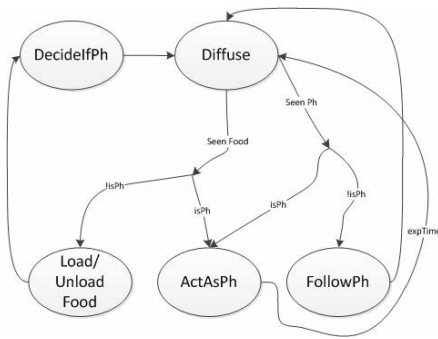 DecideIfPh
Diffuse
Seen Ph
Seen Food
!isPh
isPh
isPh
!isPh
expTime
Load/
Unload
Food
ActAsPh
FollowPh